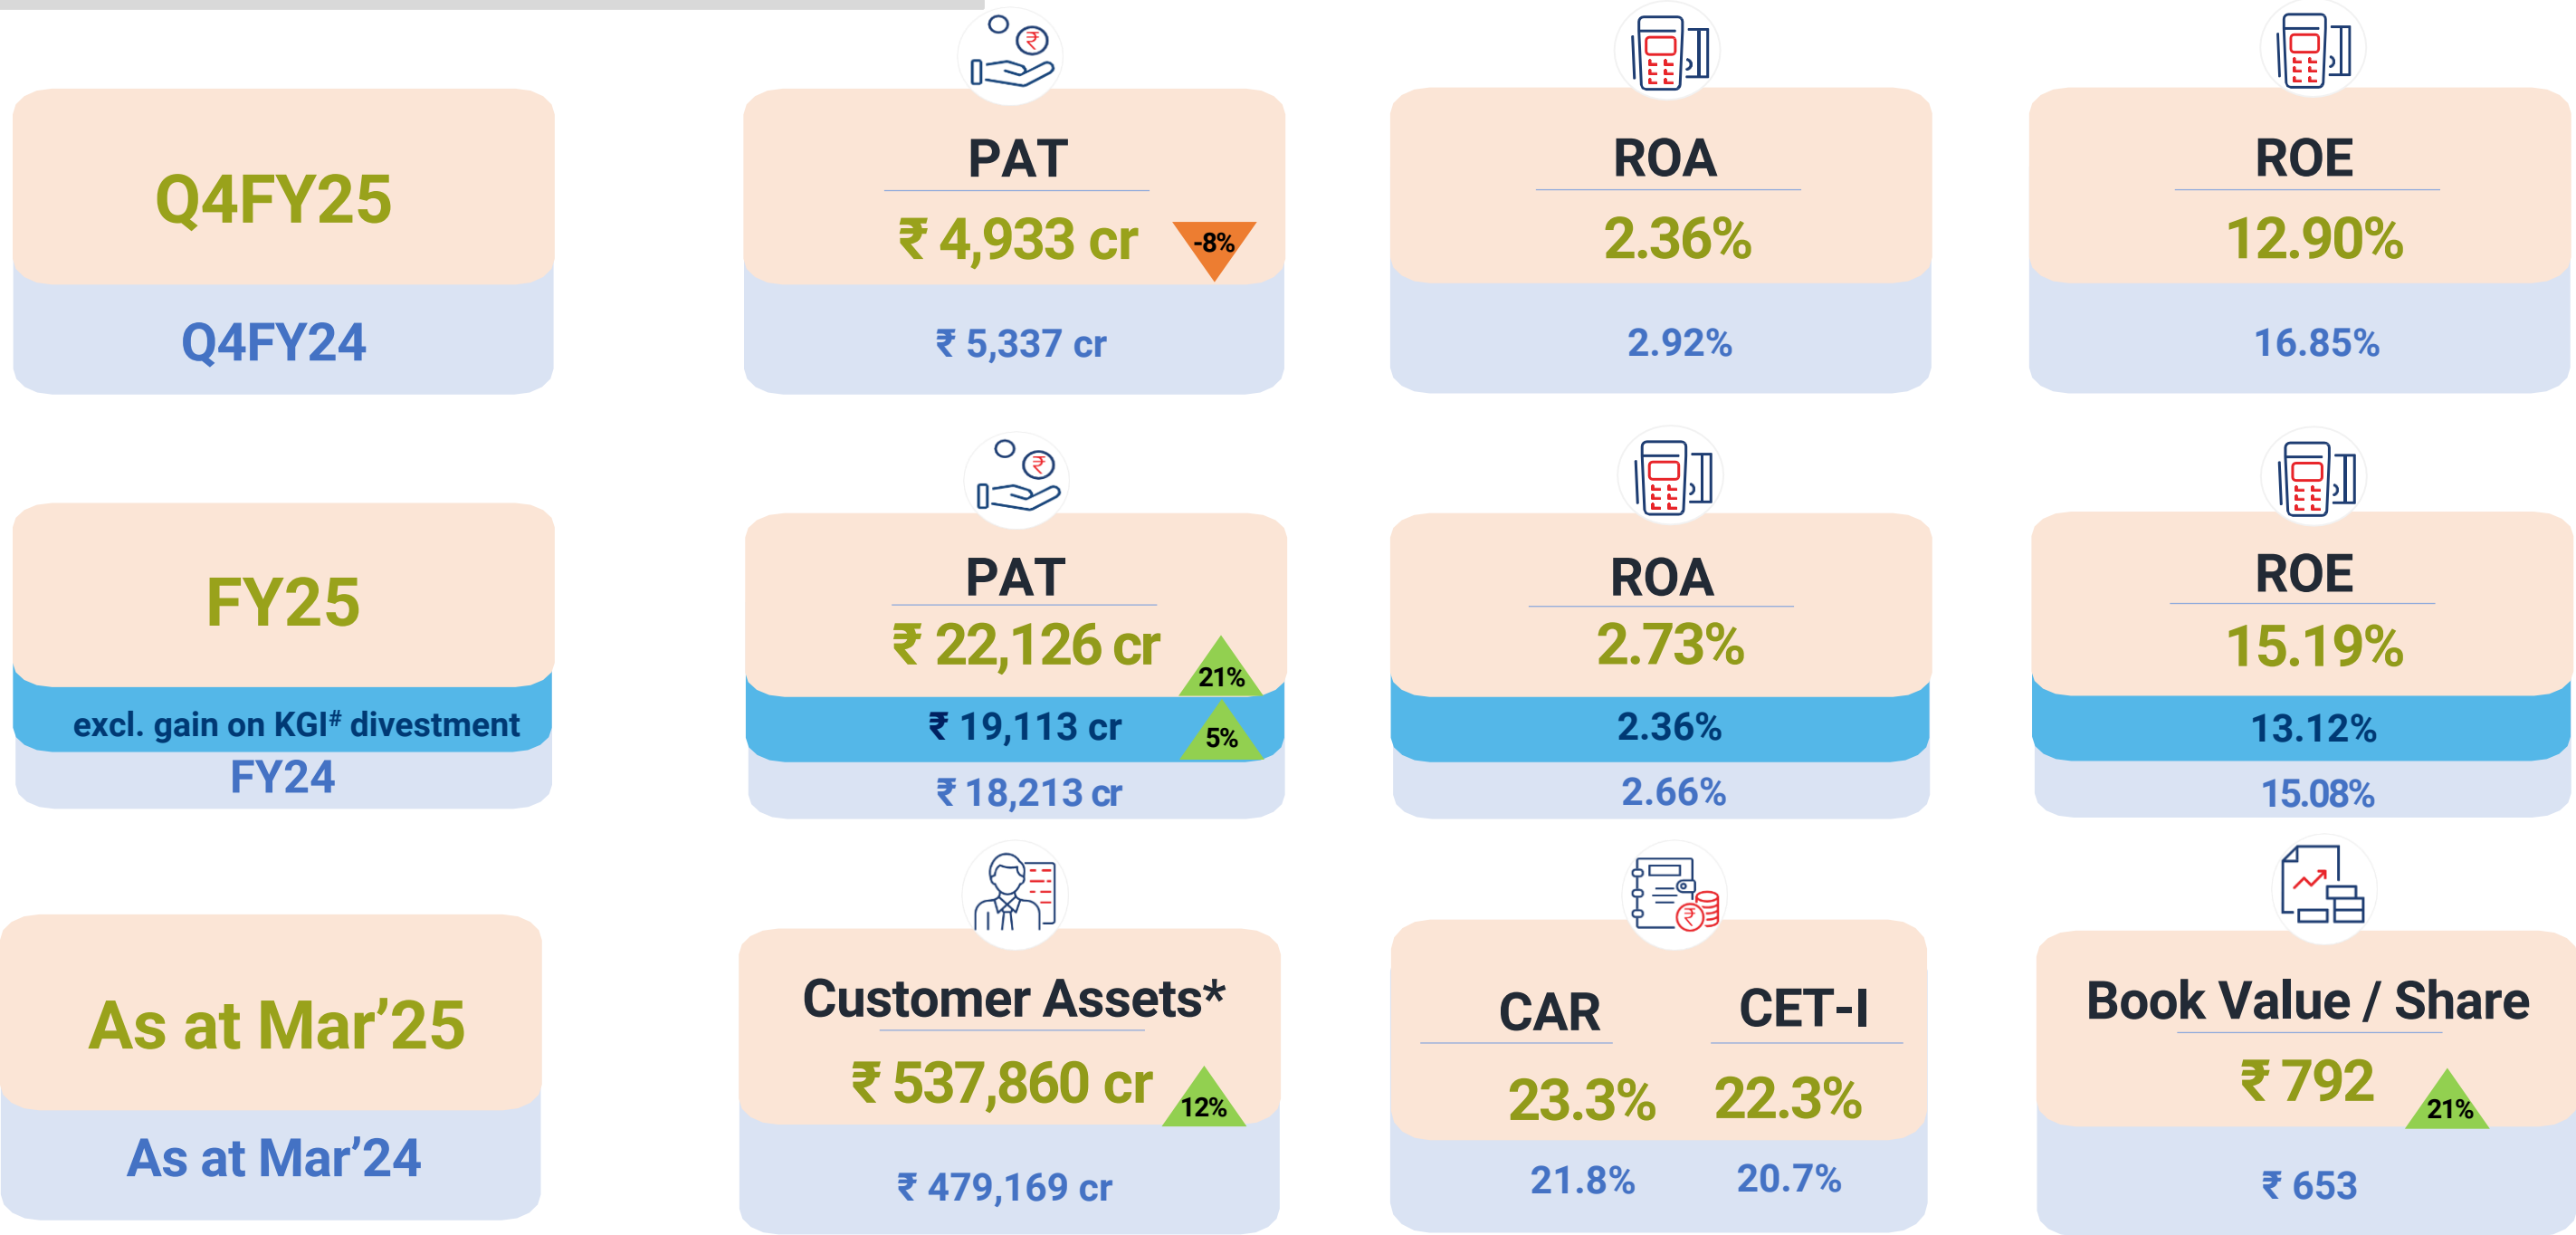 Q4FY25
Q4FY24
PAT
₹ 4,933 cr
-8%
₹ 5,337 cr
ROA
2.36%
2.92%
ROE
12.90%
16.85%
FY25
excl. gain on KGI# divestment
FY24
PAT
₹ 22,126 cr
21%
₹ 19,113 cr
5%
₹ 18,213 cr
ROA
2.73%
2.36%
2.66%
ROE
15.19%
13.12%
15.08%
As at Mar’25
As at Mar’24
Customer Assets*
₹ 537,860 cr
12%
₹ 479,169 cr
CAR
23.3%
21.8%
CET-I
22.3%
20.7%
Book Value / Share
₹ 792
21%
₹ 653